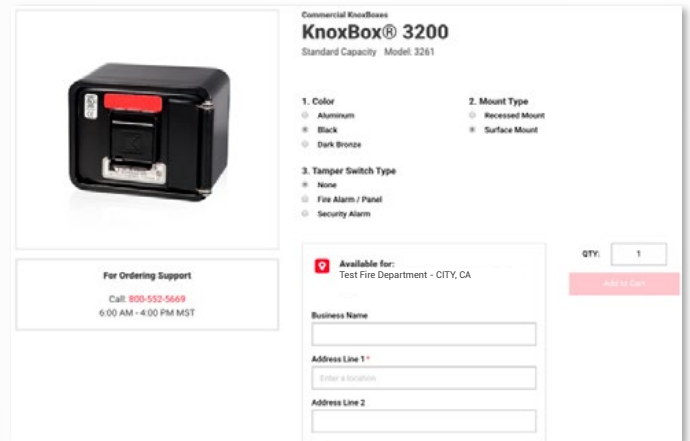 Commercial KnoxBoxes
KnoxBox® 3200
Standard Capacity Model: 3261
1. Color
Aluminum
Black
Dark Bronze
2. Mount Type
Recessed Mount
Surface Mount
3. Tamper Switch Type
None
Fire Alarm / Panel
Security Alarm
For Ordering Support
Call: 800-552-5669
6:00 AM - 4:00 PM MST
Available for:
Test Fire Department - CITY, CA
Business Name
Address Line 1 *
Enter a location
Address Line 2
QTY: 1
Add to Cart